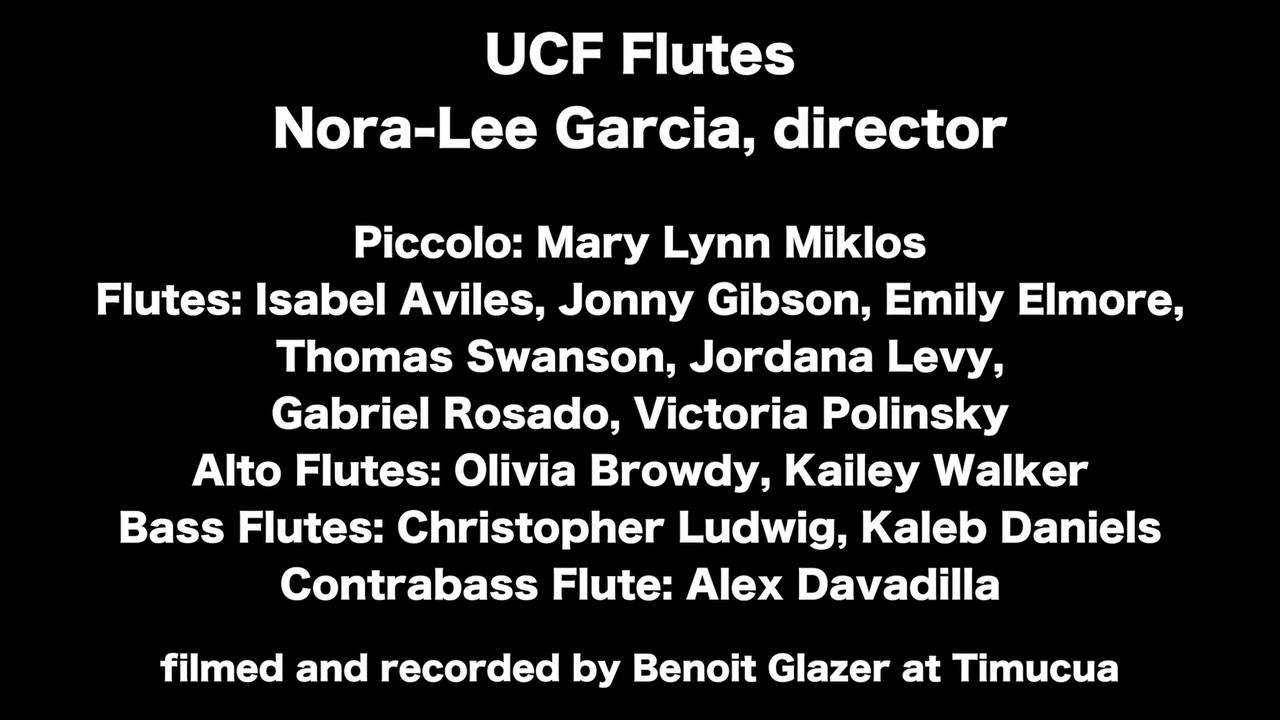 UCF Flutes
Nora-Lee Garcia, director
Piccolo: Mary Lynn Miklos
Flutes: Isabel Aviles, Jonny Gibson, Emily Elmore,
Thomas Swanson, Jordana Levy,
Gabriel Rosado, Victoria Polinsky
Alto Flutes: Olivia Browdy, Kailey Walker
Bass Flutes: Christopher Ludwig, Kaleb Daniels
Contrabass Flute: Alex Davadilla
filmed and recorded by Benoit Glazer at Timucua